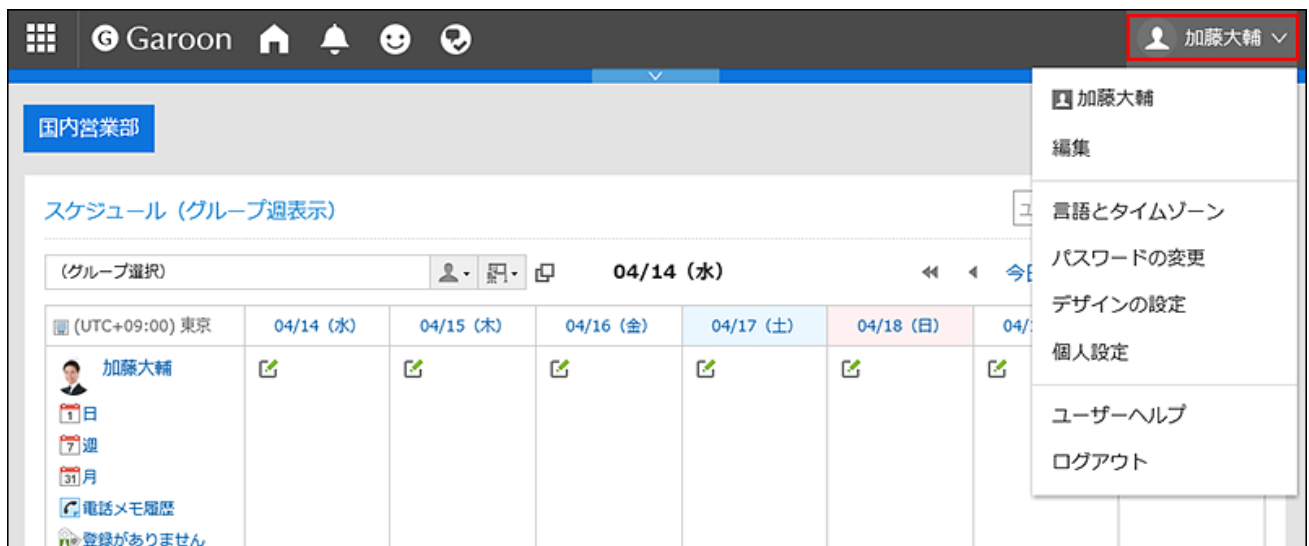 Garoon
加藤大輔
加藤大輔
編集
言語とタイムゾーン
パスワードの変更
デザインの設定
個人設定
ユーザーヘルプ
ログアウト
国内営業部
スケジュール（グループ週表示）
（グループ選択）
04/14（水）
今日
(UTC+09:00) 東京
04/14（水）
04/15（木）
04/16（金）
04/17（土）
04/18（日）
04/
加藤大輔
1 日
7 週
31 月
電話メモ履歴
登録がありません